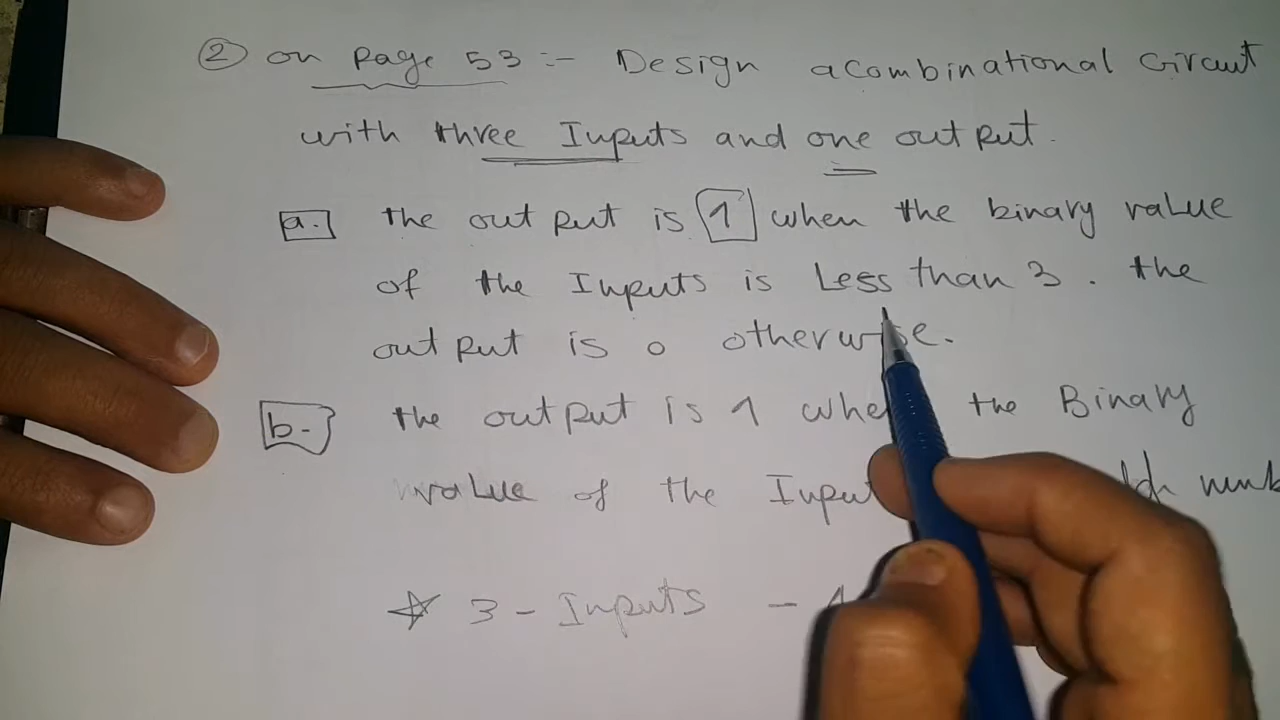 ② on Page 53 :- Design a combinational Circuit
with three Inputs and one output.
a. the output is 1 when the binary value
of the Inputs is Less than 3. the
output is 0 otherwise.
b. the output is 1 the Binary
value of the
☆ 3 - Inputs -